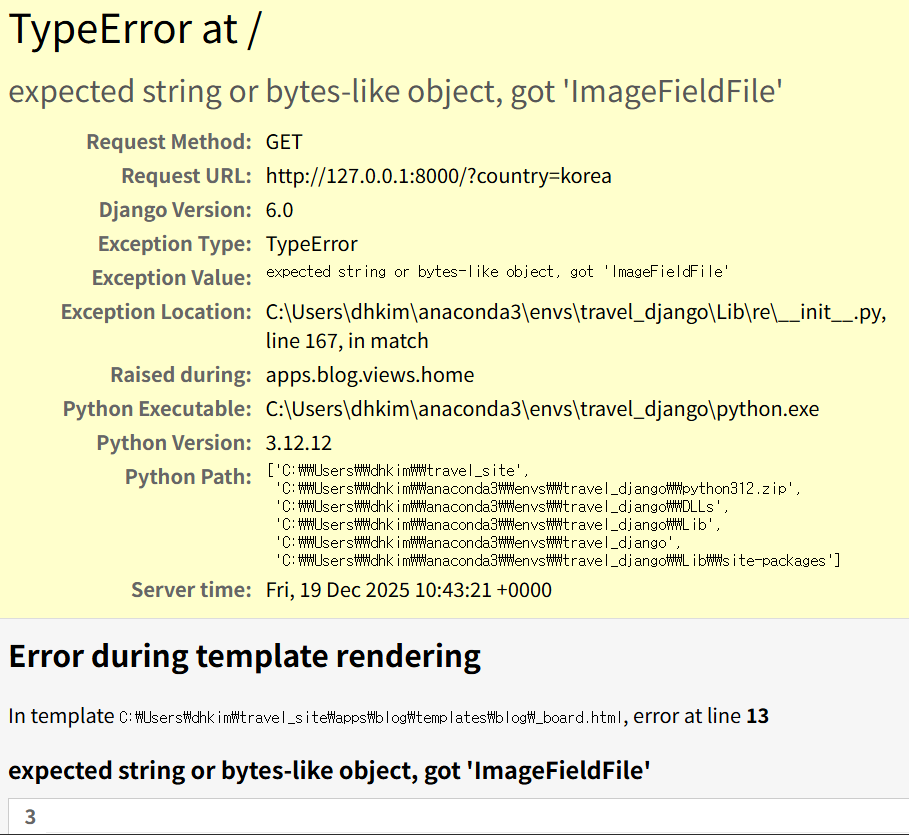 TypeError at /
expected string or bytes-like object, got 'ImageFieldFile'
Request Method: GET
Request URL: http://127.0.0.1:8000/?country=korea
Django Version: 6.0
Exception Type: TypeError
Exception Value: expected string or bytes-like object, got 'ImageFieldFile'
Exception Location: C:\Users\dhkim\anaconda3\envs\travel_django\Lib\re\__init__.py,
line 167, in match
Raised during: apps.blog.views.home
Python Executable: C:\Users\dhkim\anaconda3\envs\travel_django\python.exe
Python Version: 3.12.12
Python Path: ['C:₩₩Users₩₩dhkim₩₩travel_site',
'C:₩₩Users₩₩dhkim₩₩anaconda3₩₩envs₩₩travel_django₩₩python312.zip',
'C:₩₩Users₩₩dhkim₩₩anaconda3₩₩envs₩₩travel_django₩₩DLLs',
'C:₩₩Users₩₩dhkim₩₩anaconda3₩₩envs₩₩travel_django₩₩Lib',
'C:₩₩Users₩₩dhkim₩₩anaconda3₩₩envs₩₩travel_django',
'C:₩₩Users₩₩dhkim₩₩anaconda3₩₩envs₩₩travel_django₩₩Lib₩₩site-packages']
Server time: Fri, 19 Dec 2025 10:43:21 +0000
Error during template rendering
In template C:₩Users₩dhkim₩travel_site₩apps₩blog₩templates₩blog₩_board.html, error at line 13
expected string or bytes-like object, got 'ImageFieldFile'
3